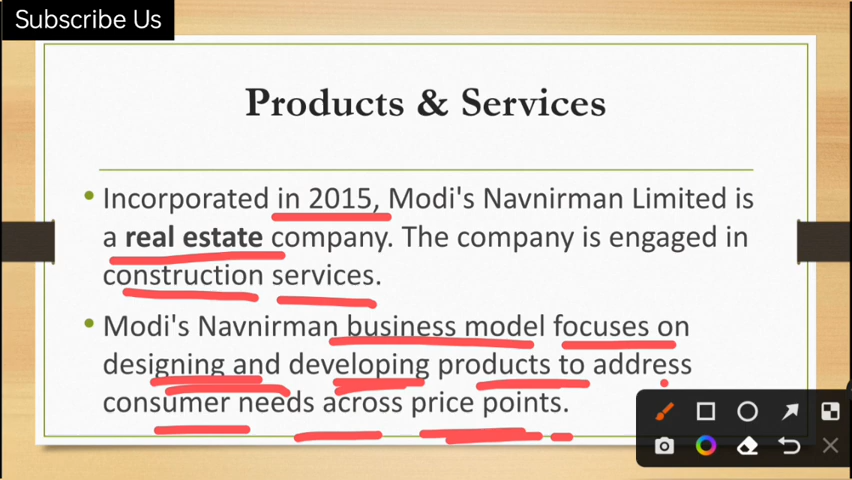 Subscribe Us
Products & Services
• Incorporated in 2015, Modi's Navnirman Limited is
a real estate company. The company is engaged in
construction services.
• Modi's Navnirman business model focuses on
designing and developing products to address
consumer needs across price points.